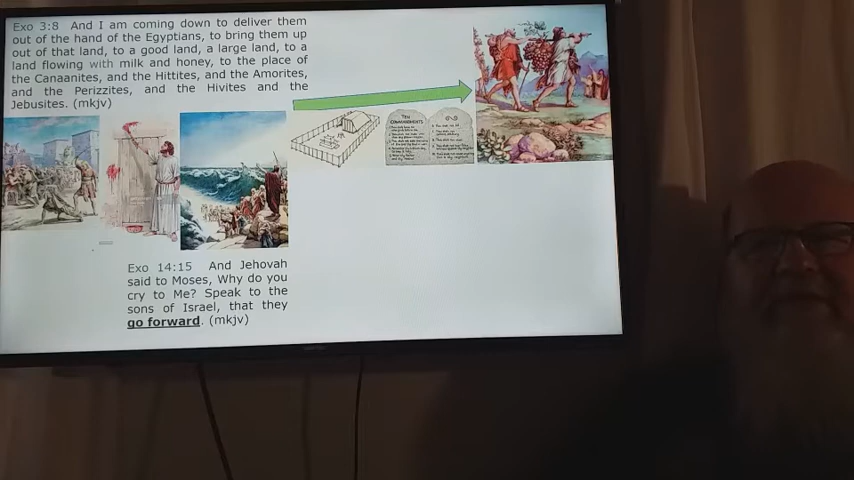 Exo 3:8 And I am coming down to deliver them
out of the hand of the Egyptians, to bring them up
out of that land, to a good land, a large land, to a
land flowing with milk and honey, to the place of
the Canaanites, and the Hittites, and the Amorites,
and the Perizzites, and the Hivites and the
Jebusites. (mkjv)
TEN
COMMANDMENTS
Exo 14:15 And Jehovah
said to Moses, Why do you
cry to Me? Speak to the
sons of Israel, that they
go forward. (mkjv)